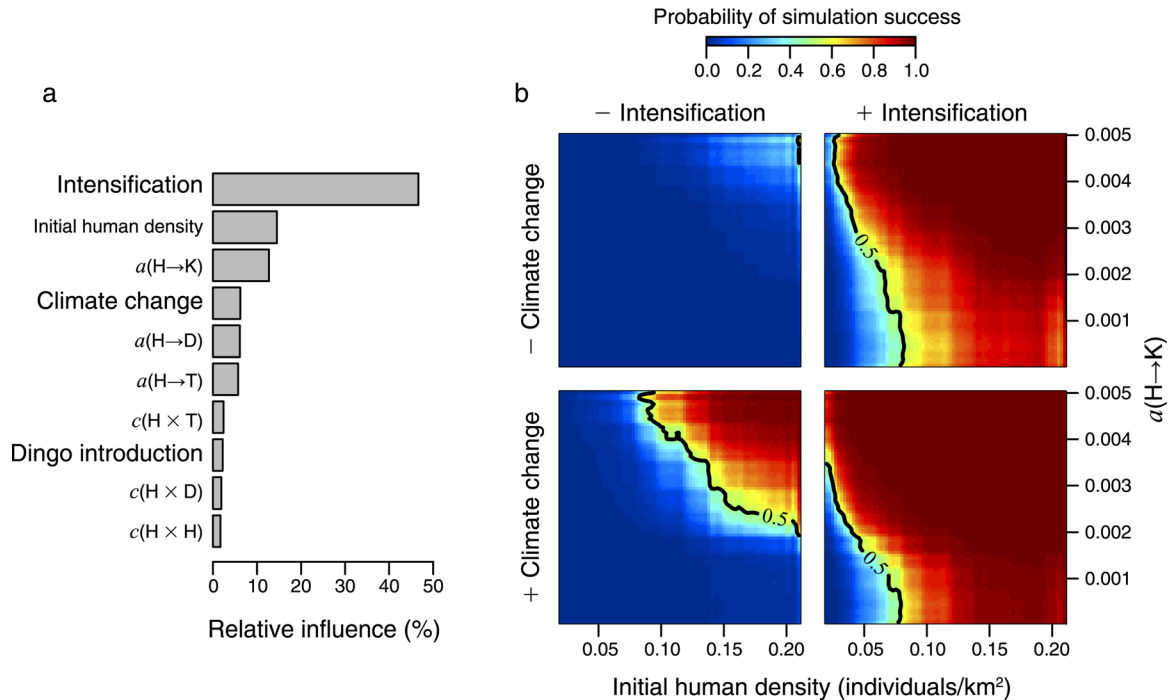 Probability of simulation success
0.0 0.2 0.4 0.6 0.8 1.0
a
Intensification
Initial human density
a(H→K)
Climate change
a(H→D)
a(H→T)
c(H × T)
Dingo introduction
c(H × D)
c(H × H)
0 10 20 30 40 50
Relative influence (%)
b
− Intensification + Intensification
− Climate change
0.5
0.005
0.004
0.003
0.002
0.001
+ Climate change
0.5
0.5
0.005
0.004
0.003
0.002
0.001
a(H→K)
0.05 0.10 0.15 0.20 0.05 0.10 0.15 0.20
Initial human density (individuals/km²)